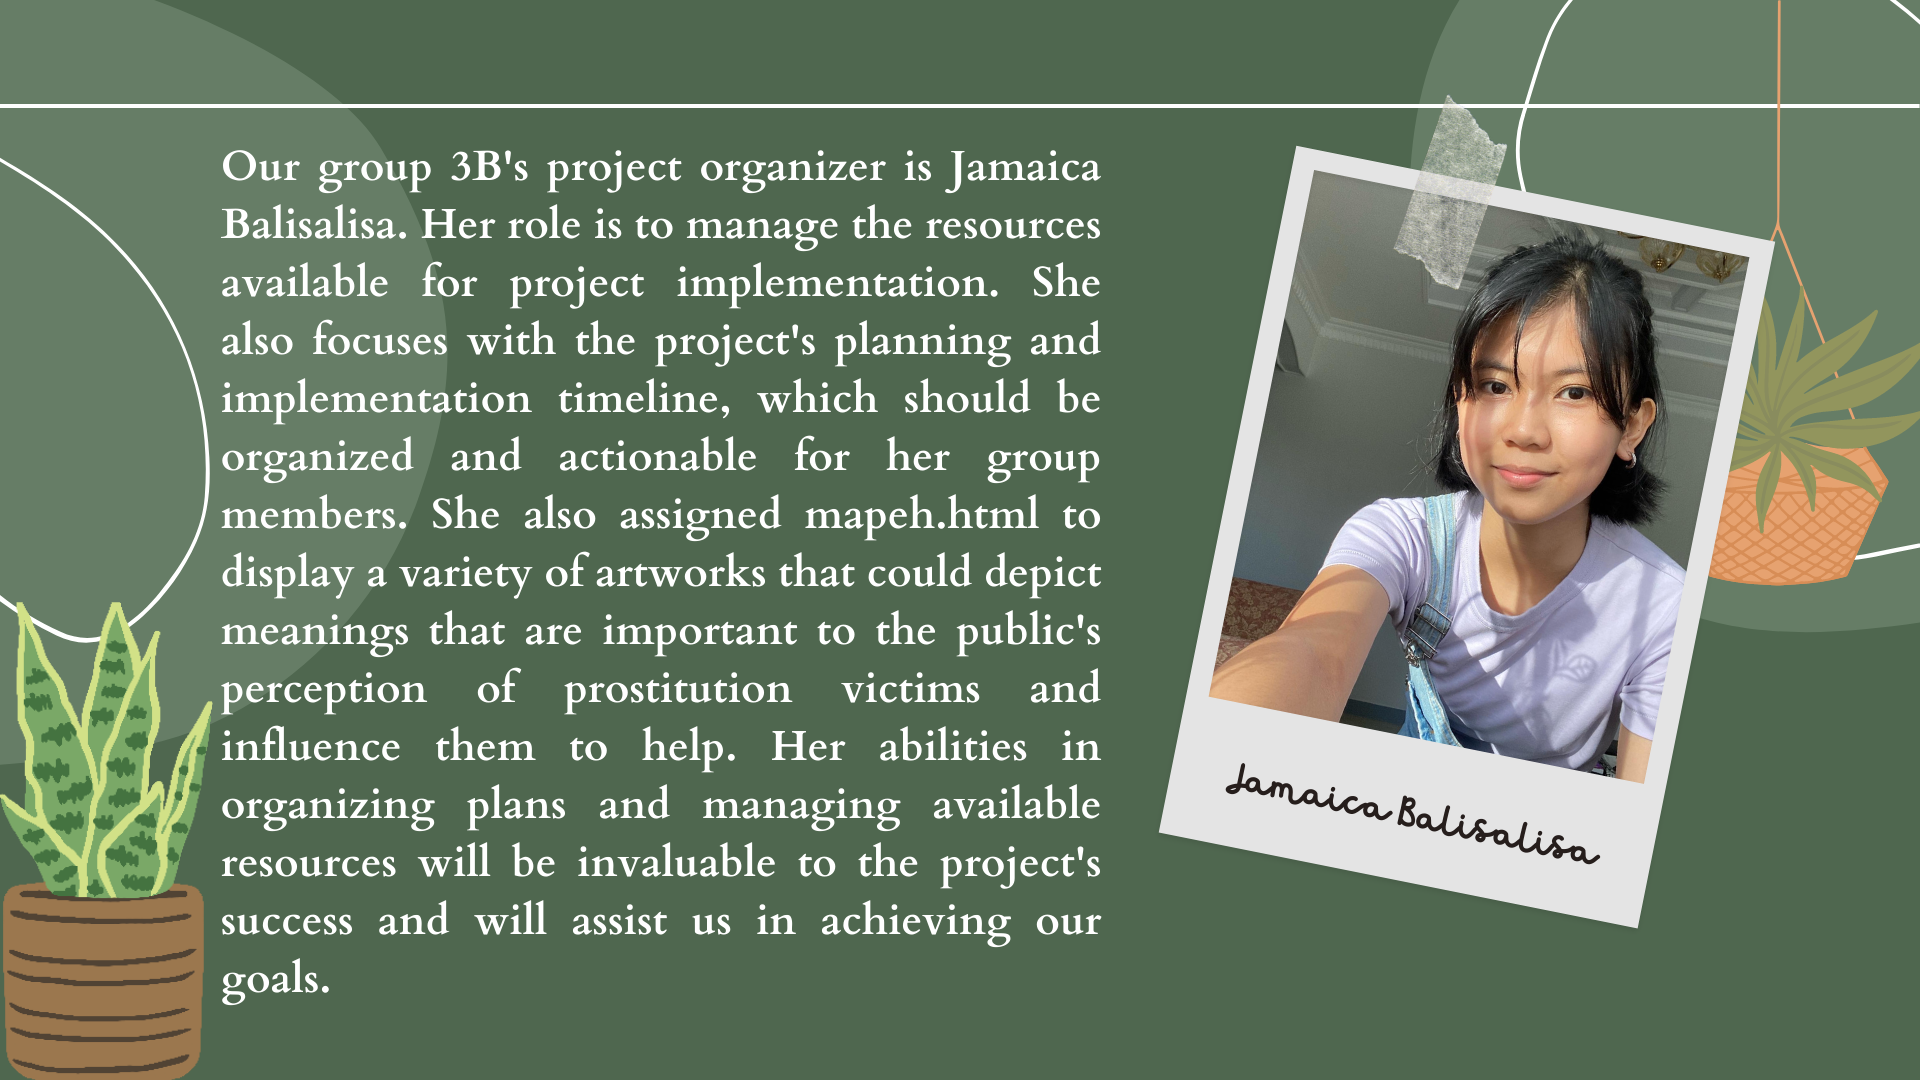 Our group 3B's project organizer is Jamaica
Balisalisa. Her role is to manage the resources
available for project implementation. She
also focuses with the project's planning and
implementation timeline, which should be
organized and actionable for her group
members. She also assigned mapeh.html to
display a variety of artworks that could depict
meanings that are important to the public's
perception of prostitution victims and
influence them to help. Her abilities in
organizing plans and managing available
resources will be invaluable to the project's
success and will assist us in achieving our
goals.
Jamaica Balisalisa